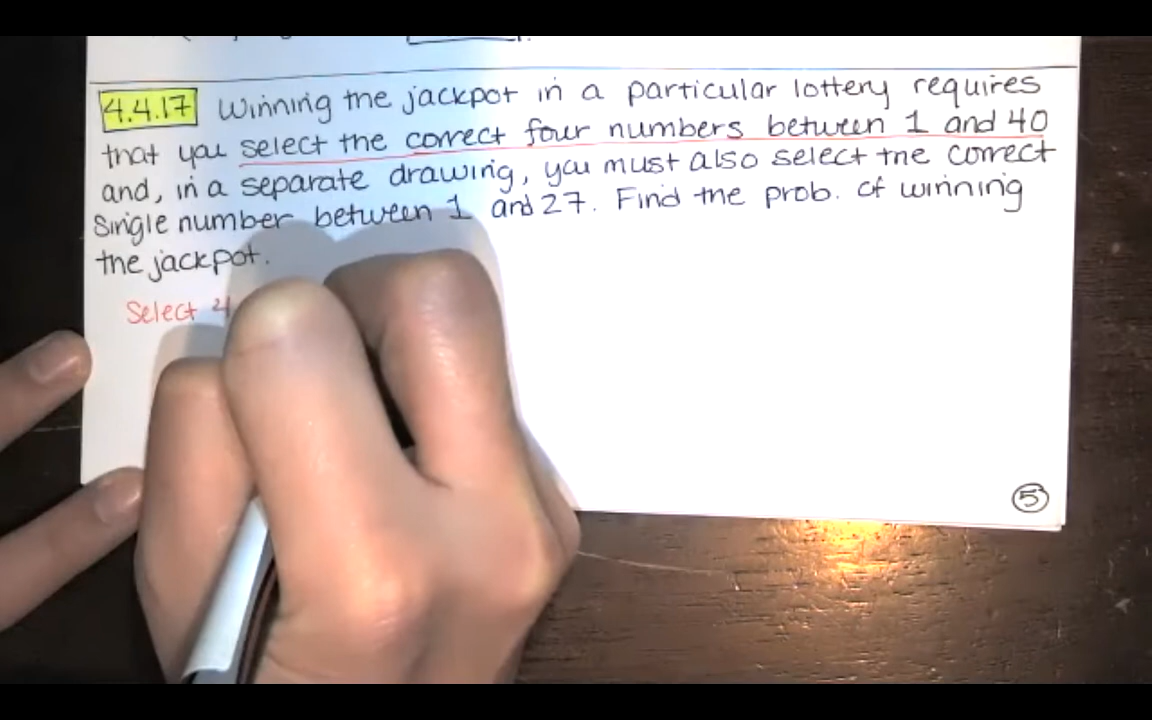 4.4.17 Winning the jackpot in a particular lottery requires
that you select the correct four numbers between 1 and 40
and, in a separate drawing, you must also select the correct
Single number between 1 and 27. Find the prob. of winning
the jackpot.
Select 4
5